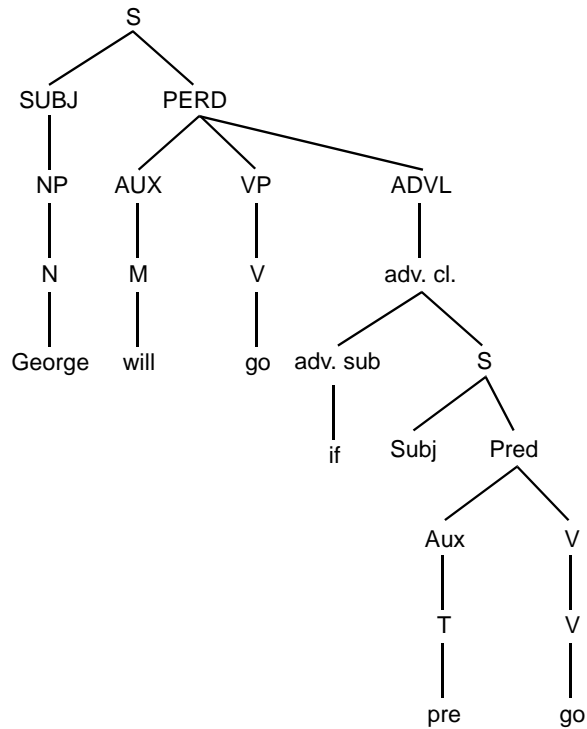 S
SUBJ PERD
NP AUX VP ADVL
N M V adv. cl.
George will go adv. sub S
if Subj Pred
Aux V
T V
pre go